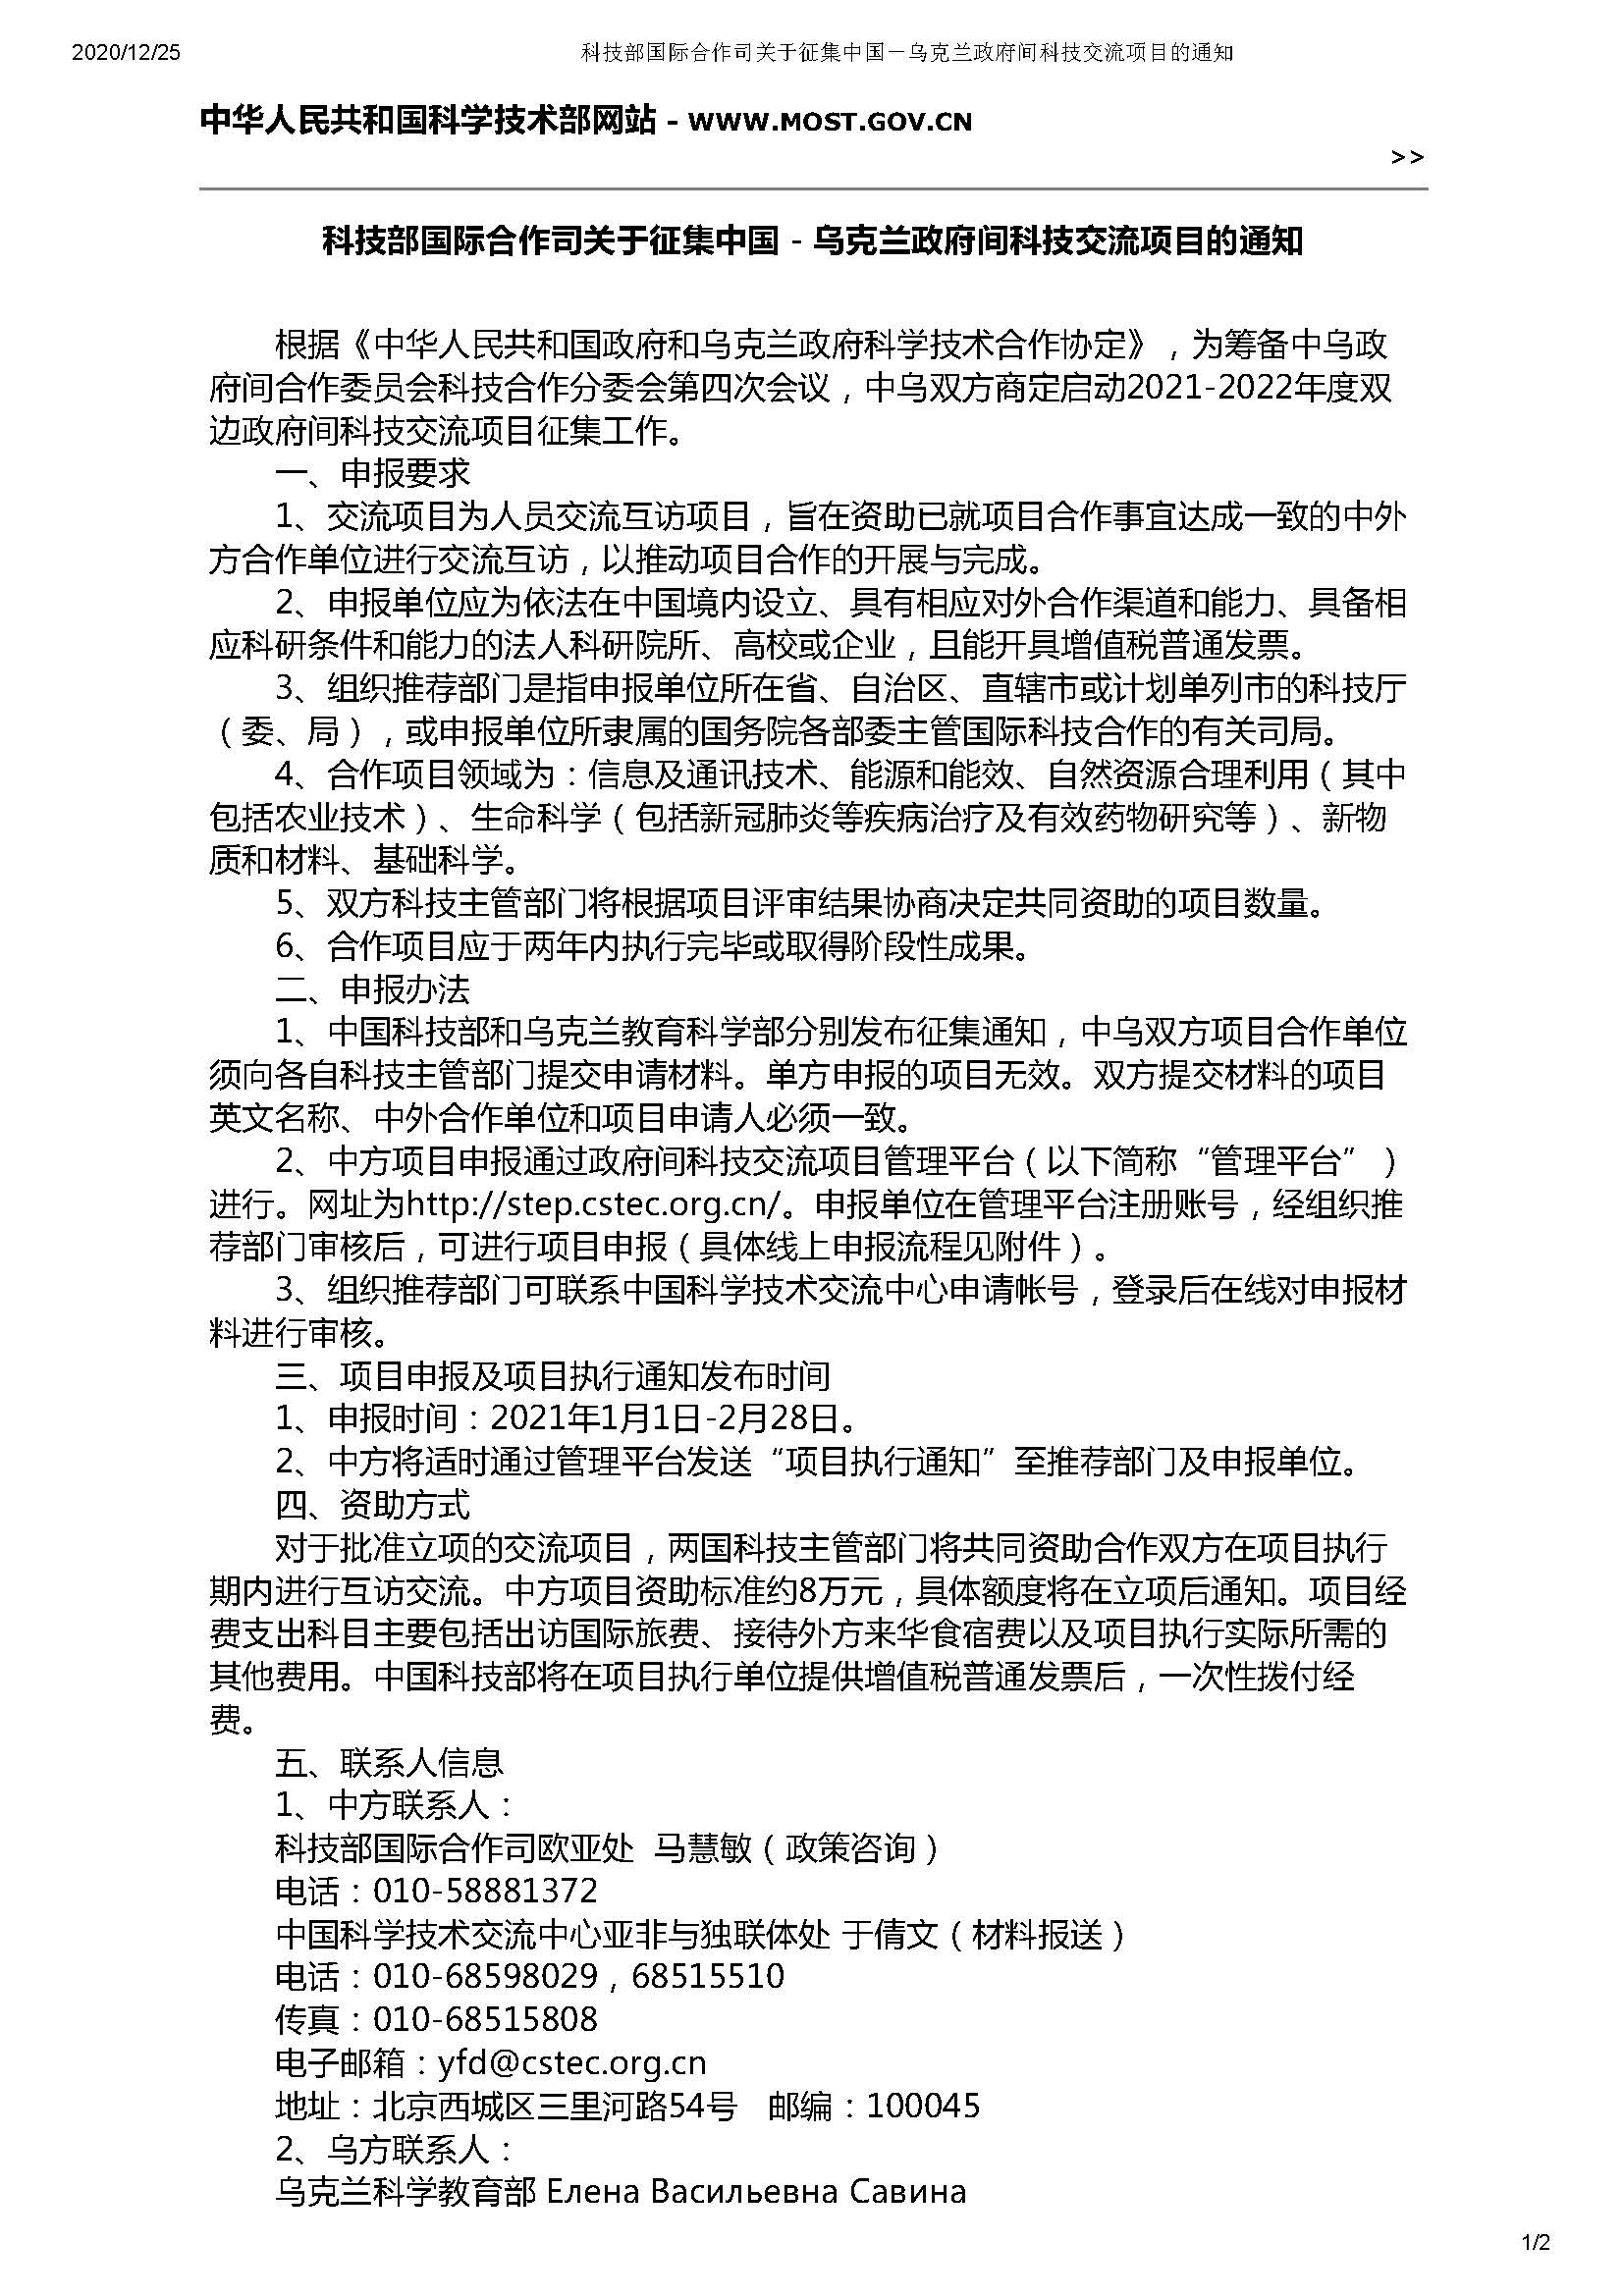 2020/12/25
科技部国际合作司关于征集中国－乌克兰政府间科技交流项目的通知
中华人民共和国科学技术部网站 - WWW.MOST.GOV.CN
>>
科技部国际合作司关于征集中国－乌克兰政府间科技交流项目的通知
根据《中华人民共和国政府和乌克兰政府科学技术合作协定》，为筹备中乌政
府间合作委员会科技合作分委会第四次会议，中乌双方商定启动2021-2022年度双
边政府间科技交流项目征集工作。
一、申报要求
1、交流项目为人员交流互访项目，旨在资助已就项目合作事宜达成一致的中外
方合作单位进行交流互访，以推动项目合作的开展与完成。
2、申报单位应为依法在中国境内设立、具有相应对外合作渠道和能力、具备相
应科研条件和能力的法人科研院所、高校或企业，且能开具增值税普通发票。
3、组织推荐部门是指申报单位所在省、自治区、直辖市或计划单列市的科技厅
（委、局），或申报单位所隶属的国务院各部委主管国际科技合作的有关司局。
4、合作项目领域为：信息及通讯技术、能源和能效、自然资源合理利用（其中
包括农业技术）、生命科学（包括新冠肺炎等疾病治疗及有效药物研究等）、新物
质和材料、基础科学。
5、双方科技主管部门将根据项目评审结果协商决定共同资助的项目数量。
6、合作项目应于两年内执行完毕或取得阶段性成果。
二、申报办法
1、中国科技部和乌克兰教育科学部分别发布征集通知，中乌双方项目合作单位
须向各自科技主管部门提交申请材料。单方申报的项目无效。双方提交材料的项目
英文名称、中外合作单位和项目申请人必须一致。
2、中方项目申报通过政府间科技交流项目管理平台（以下简称“管理平台”）
进行。网址为http://step.cstec.org.cn/。申报单位在管理平台注册账号，经组织推
荐部门审核后，可进行项目申报（具体线上申报流程见附件）。
3、组织推荐部门可联系中国科学技术交流中心申请帐号，登录后在线对申报材
料进行审核。
三、项目申报及项目执行通知发布时间
1、申报时间：2021年1月1日-2月28日。
2、中方将适时通过管理平台发送“项目执行通知”至推荐部门及申报单位。
四、资助方式
对于批准立项的交流项目，两国科技主管部门将共同资助合作双方在项目执行
期内进行互访交流。中方项目资助标准约8万元，具体额度将在立项后通知。项目经
费支出科目主要包括出访国际旅费、接待外方来华食宿费以及项目执行实际所需的
其他费用。中国科技部将在项目执行单位提供增值税普通发票后，一次性拨付经
费。
五、联系人信息
1、中方联系人：
科技部国际合作司欧亚处 马慧敏（政策咨询）
电话：010-58881372
中国科学技术交流中心亚非与独联体处 于倩文（材料报送）
电话：010-68598029，68515510
传真：010-68515808
电子邮箱：yfd@cstec.org.cn
地址：北京西城区三里河路54号 邮编：100045
2、乌方联系人：
乌克兰科学教育部 Елена Васильевна Савина
1/2